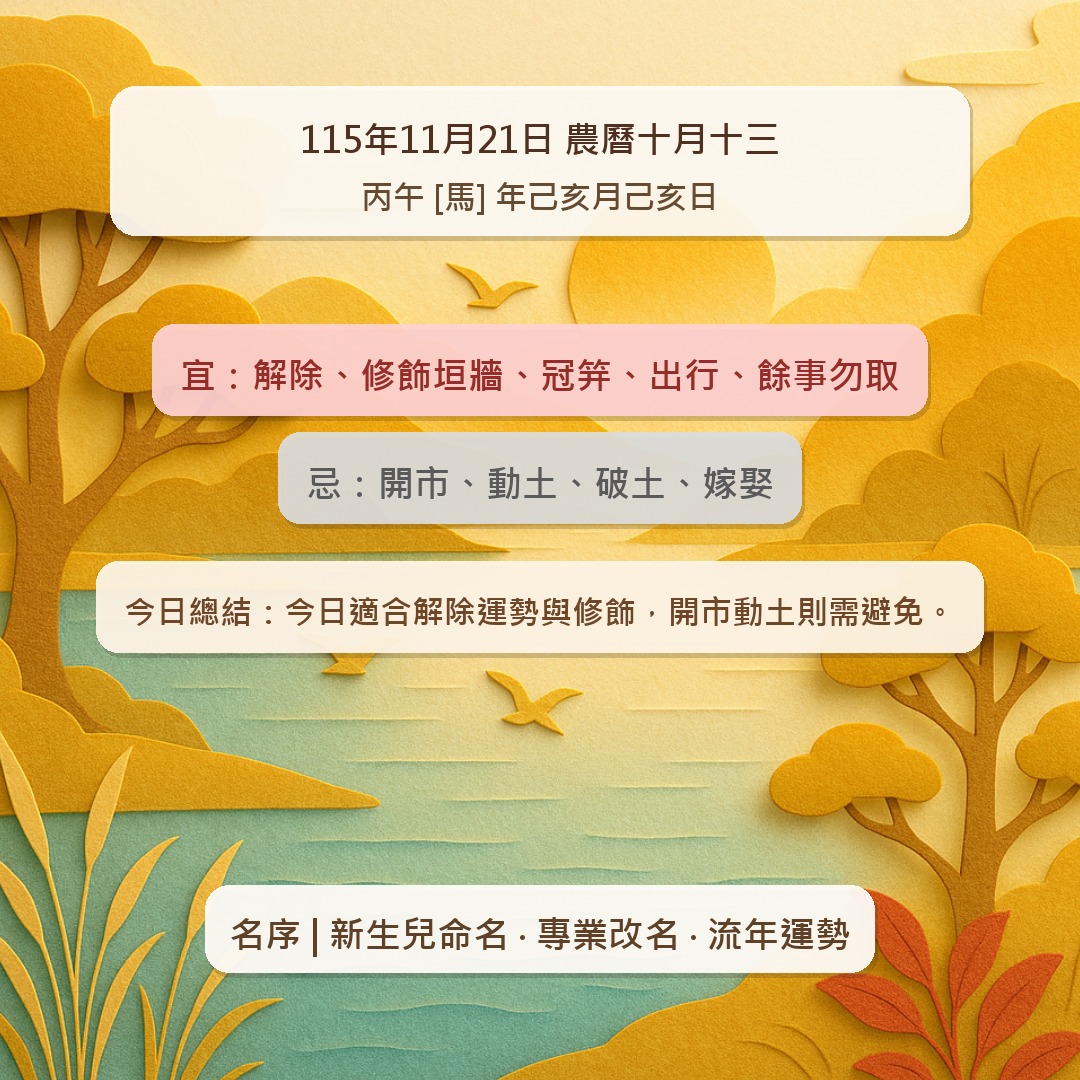 115年11月21日 農曆十月十三
丙午 [馬] 年己亥月己亥日
宜：解除、修飾垣牆、冠笄、出行、餘事勿取
忌：開市、動土、破土、嫁娶
今日總結：今日適合解除運勢與修飾，開市動土則需避免。
名序 | 新生兒命名 · 專業改名 · 流年運勢